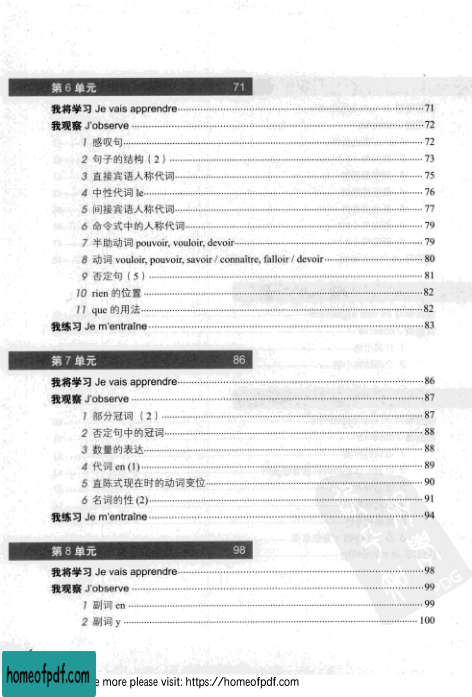 第6单元 71
我将学习 Je vais apprendre 71
我观察 J'observe 72
1 感叹句 72
2 句子的结构（2） 73
3 直接宾语人称代词 75
4 中性代词 le 76
5 间接宾语人称代词 77
6 命令式中的人称代词 79
7 半助动词 pouvoir, vouloir, devoir 79
8 动词 vouloir, pouvoir, savoir / connaître, falloir / devoir 80
9 否定句（5） 81
10 rien 的位置 82
11 que 的用法 82
我练习 Je m'entraîne 83
第7单元 86
我将学习 Je vais apprendre 86
我观察 J'observe 87
1 部分冠词（2） 87
2 否定句中的冠词 88
3 数量的表达 88
4 代词 en (1) 89
5 直陈式现在时的动词变位 90
6 名词的性 (2) 91
我练习 Je m'entraîne 94
第8单元 98
我将学习 Je vais apprendre 98
我观察 J'observe 99
1 副词 en 99
2 副词 y 100
homeofpdf.com
e more please visit: https://homeofpdf.com